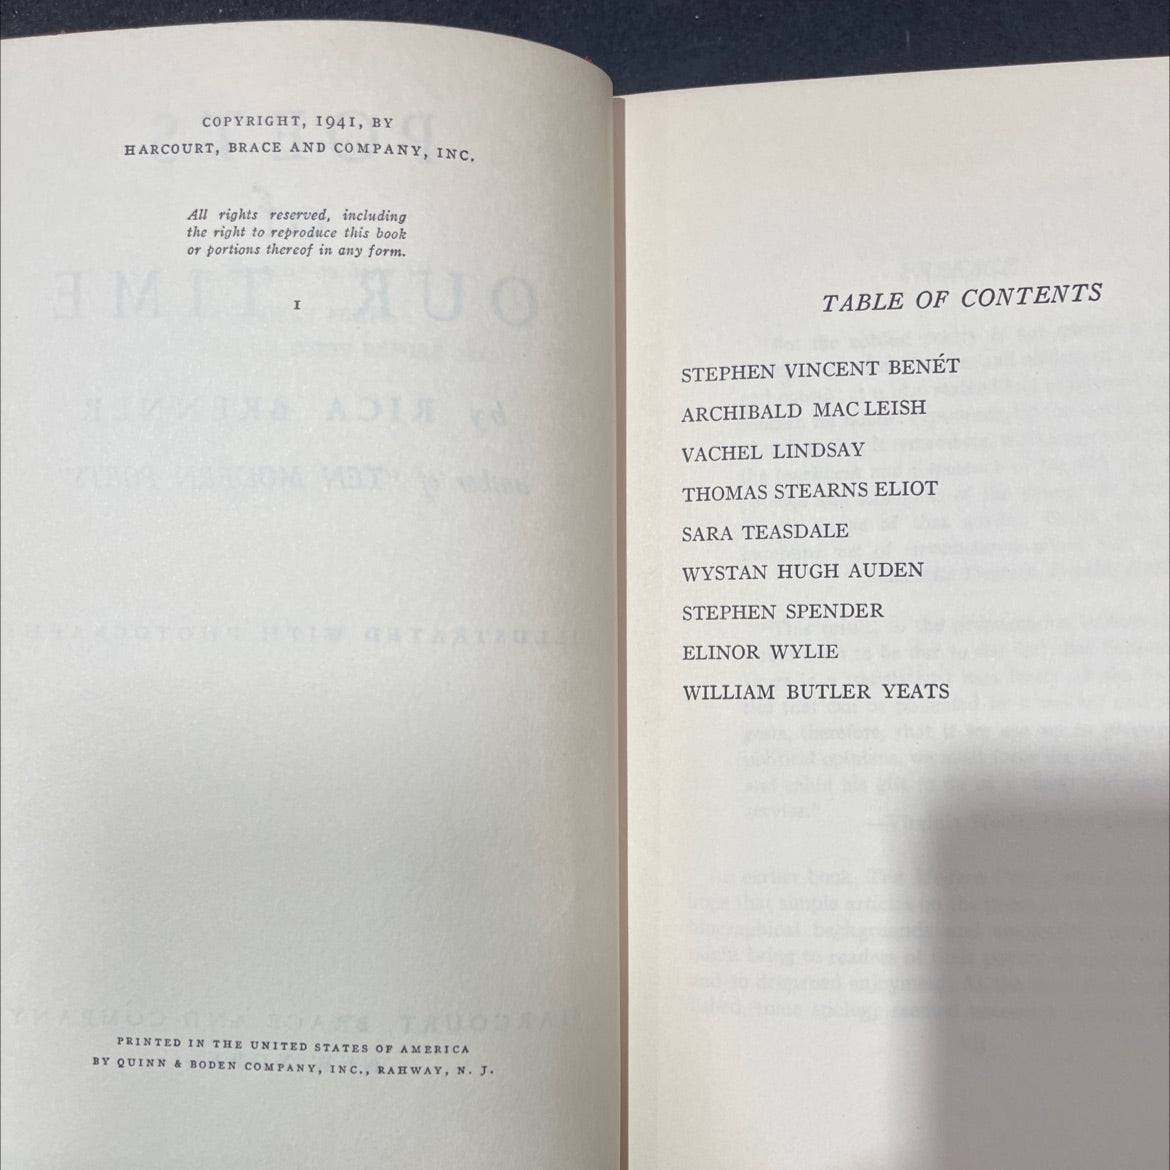 COPYRIGHT, 1941, BY
HARCOURT, BRACE AND COMPANY, INC.
All rights reserved, including
the right to reproduce this book
or portions thereof in any form.
I
PRINTED IN THE UNITED STATES OF AMERICA
BY QUINN & BODEN COMPANY, INC., RAHWAY, N. J.
TABLE OF CONTENTS
STEPHEN VINCENT BENÉT
ARCHIBALD MAC LEISH
VACHEL LINDSAY
THOMAS STEARNS ELIOT
SARA TEASDALE
WYSTAN HUGH AUDEN
STEPHEN SPENDER
ELINOR WYLIE
WILLIAM BUTLER YEATS